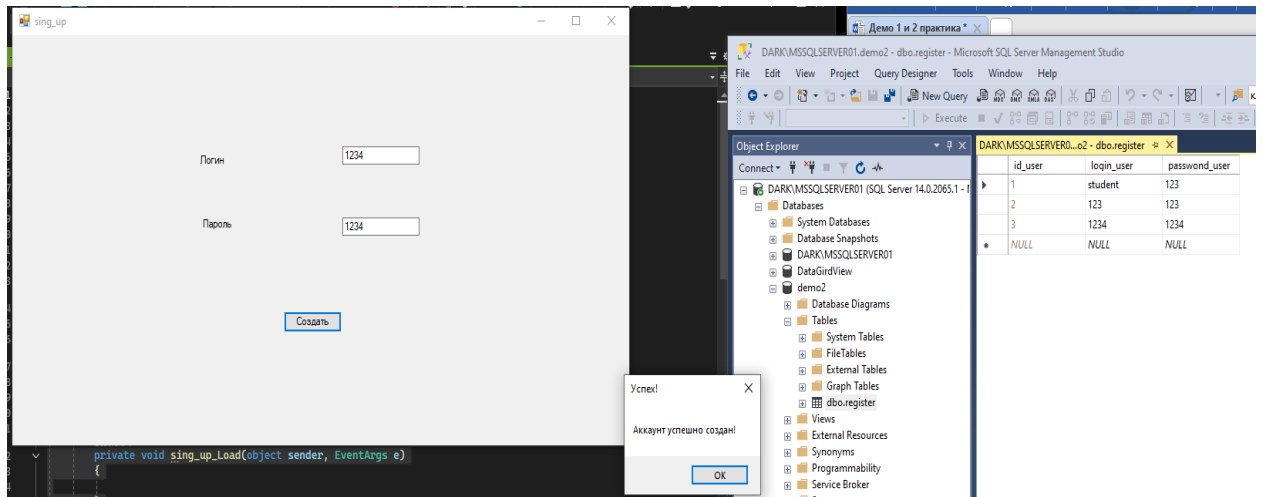 sing_up
Логин
1234
Пароль
1234
Создать
private void sing_up_Load(object sender, EventArgs e)
{
Успех!
Аккаунт успешно создан!
OK
Демо 1 и 2 практика *
DARK\MSSQLSERVER01.demo2 - dbo.register - Microsoft SQL Server Management Studio
File Edit View Project Query Designer Tools Window Help
New Query
Execute
Object Explorer
Connect
DARK\MSSQLSERVER01 (SQL Server 14.0.2065.1 -
Databases
System Databases
Database Snapshots
DARK\MSSQLSERVER01
DataGirdView
demo2
Database Diagrams
Tables
System Tables
FileTables
External Tables
Graph Tables
dbo.register
Views
External Resources
Synonyms
Programmability
Service Broker
DARK\MSSQLSERVER0...o2 - dbo.register
id_user login_user passwond_user
1 student 123
2 123 123
3 1234 1234
NULL NULL NULL